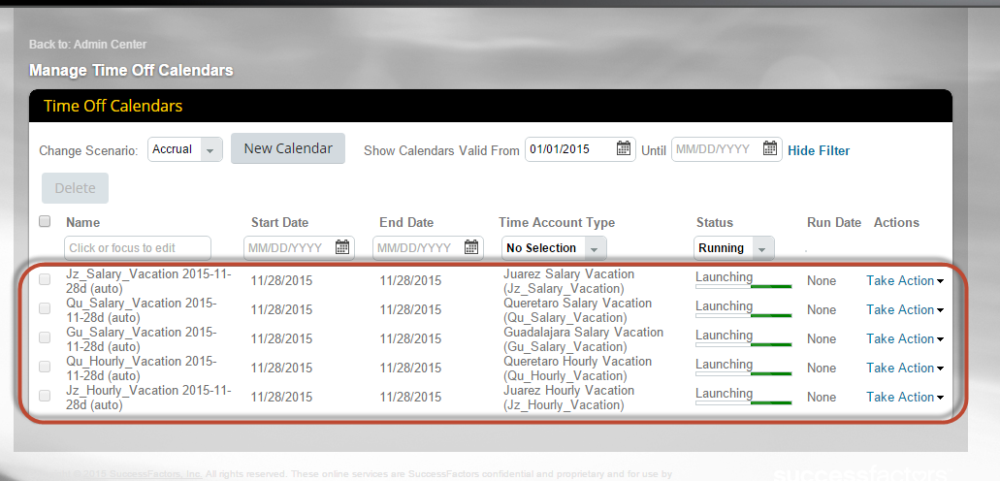 Back to: Admin Center
Manage Time Off Calendars
Time Off Calendars
Change Scenario: Accrual New Calendar Show Calendars Valid From 01/01/2015 Until MM/DD/YYYY Hide Filter
Delete
Name Start Date End Date Time Account Type Status Run Date Actions
Click or focus to edit MM/DD/YYYY MM/DD/YYYY No Selection Running
Jz_Salary_Vacation 2015-11-28d (auto) 11/28/2015 11/28/2015 Juarez Salary Vacation (Jz_Salary_Vacation) Launching None Take Action
Qu_Salary_Vacation 2015-11-28d (auto) 11/28/2015 11/28/2015 Queretaro Salary Vacation (Qu_Salary_Vacation) Launching None Take Action
Gu_Salary_Vacation 2015-11-28d (auto) 11/28/2015 11/28/2015 Guadalajara Salary Vacation (Gu_Salary_Vacation) Launching None Take Action
Qu_Hourly_Vacation 2015-11-28d (auto) 11/28/2015 11/28/2015 Queretaro Hourly Vacation (Qu_Hourly_Vacation) Launching None Take Action
Jz_Hourly_Vacation 2015-11-28d (auto) 11/28/2015 11/28/2015 Juarez Hourly Vacation (Jz_Hourly_Vacation) Launching None Take Action
© 2015 SuccessFactors, Inc. All rights reserved. These online services are SuccessFactors confidential and proprietary and for use by
successfactors